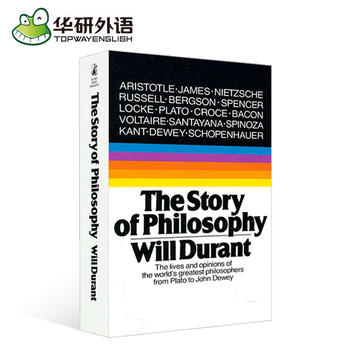 华研外语
TOPWAYENGLISH
ARISTOTLE·JAMES·NIETZSCHE
RUSSELL·BERGSON·SPENCER
LOCKE·PLATO·CROCE·BACON
VOLTAIRE·SANTAYANA·SPINOZA
KANT·DEWEY·SCHOPENHAUER
The Story
of Philosophy
Will Durant
The lives and opinions of
the world's greatest philosophers
from Plato to John Dewey
The Story of Philosophy Will Durant